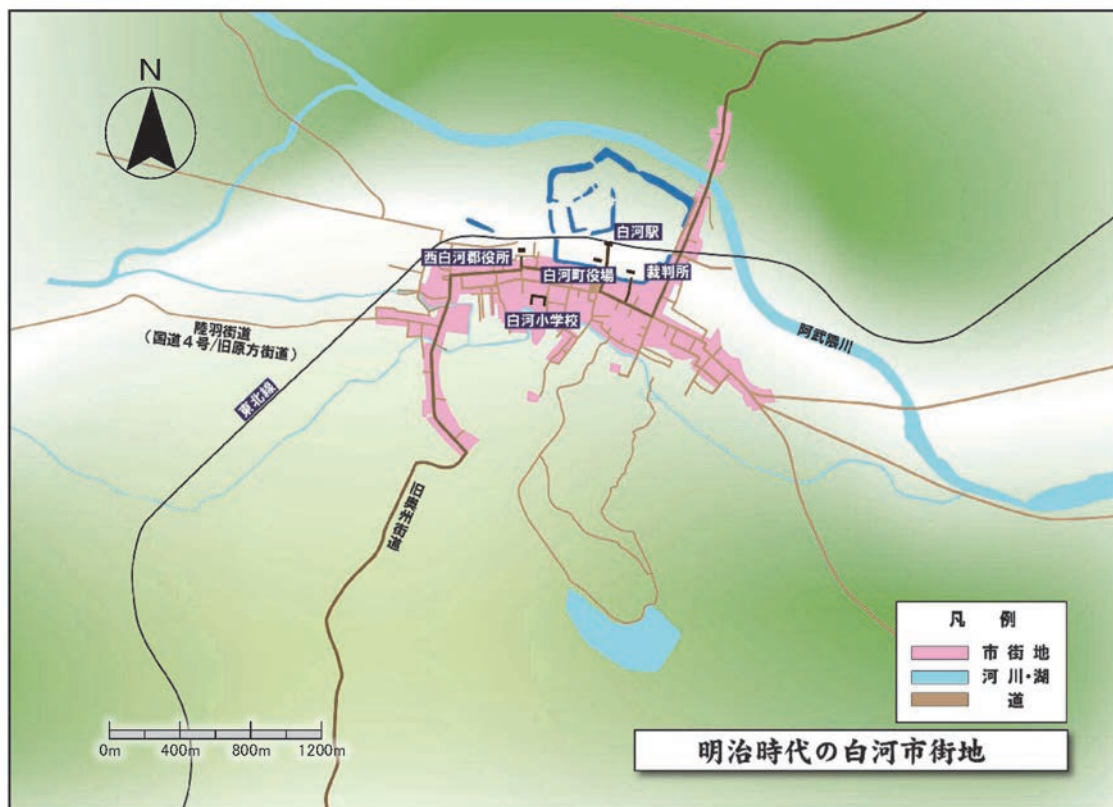 N
白河駅
西白河郡役所
白河町役場
裁判所
白河小学校
陸羽街道
(国道4号/旧原方街道)
阿武隈川
東北線
旧奥州街道
凡 例
市 街 地
河 川・湖
道
0m 400m 800m 1200m
明治時代の白河市街地